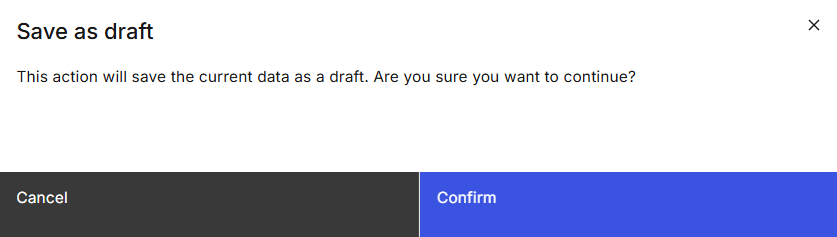 Save as draft
This action will save the current data as a draft. Are you sure you want to continue?
Cancel
Confirm